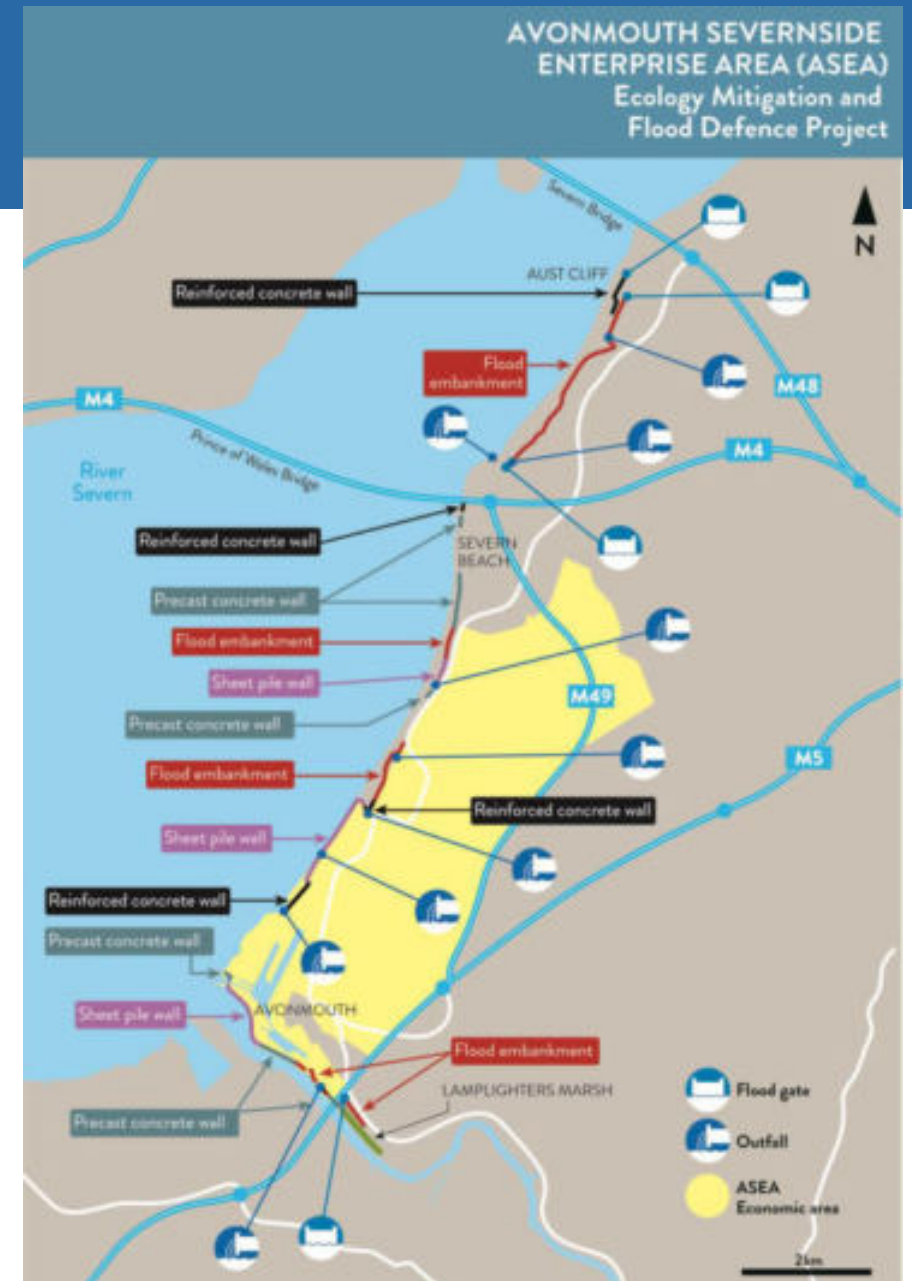 AVONMOUTH SEVERNSIDE
ENTERPRISE AREA (ASEA)
Ecology Mitigation and
Flood Defence Project
Severn Bridge
N
AUST CLIFF
Reinforced concrete wall
Flood
embankment
M48
M4
M4
Prince of Wales Bridge
River
Severn
Reinforced concrete wall
SEVERN
BEACH
Precast concrete wall
Flood embankment
Sheet pile wall
M49
Precast concrete wall
M5
Flood embankment
Reinforced concrete wall
Sheet pile wall
Reinforced concrete wall
Precast concrete wall
AVONMOUTH
Sheet pile wall
Flood embankment
LAMPLIGHTERS MARSH
Flood gate
Precast concrete wall
Outfall
ASEA
Economic area
2km